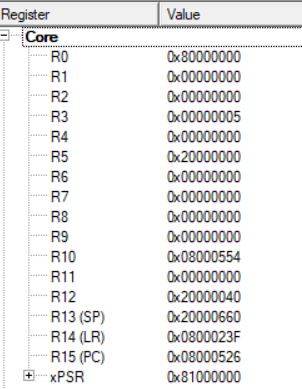 Register Value
Core
R0 0x80000000
R1 0x00000000
R2 0x00000000
R3 0x00000005
R4 0x00000000
R5 0x20000000
R6 0x00000000
R7 0x00000000
R8 0x00000000
R9 0x00000000
R10 0x08000554
R11 0x00000000
R12 0x20000040
R13 (SP) 0x20000660
R14 (LR) 0x0800023F
R15 (PC) 0x08000526
xPSR 0x81000000